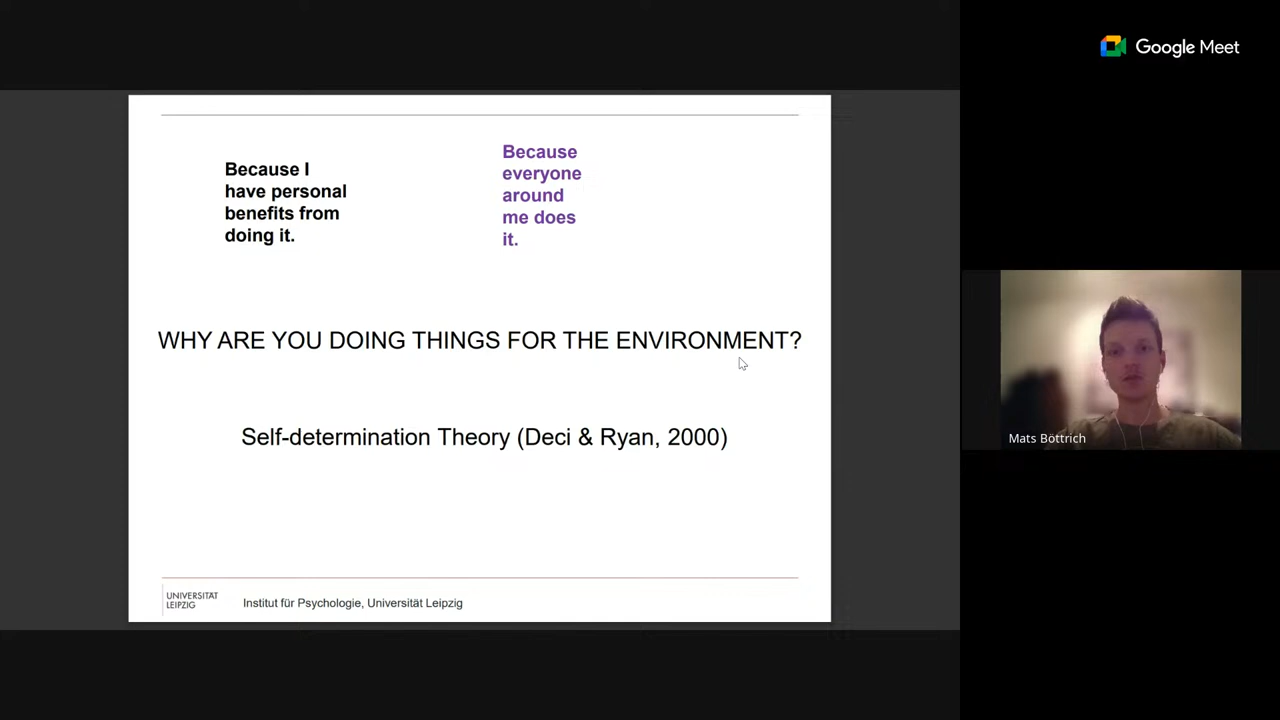 Google Meet
Because I
have personal
benefits from
doing it.
Because
everyone
around
me does
it.
WHY ARE YOU DOING THINGS FOR THE ENVIRONMENT?
Self-determination Theory (Deci & Ryan, 2000)
Mats Böttrich
UNIVERSITÄT
LEIPZIG
Institut für Psychologie, Universität Leipzig